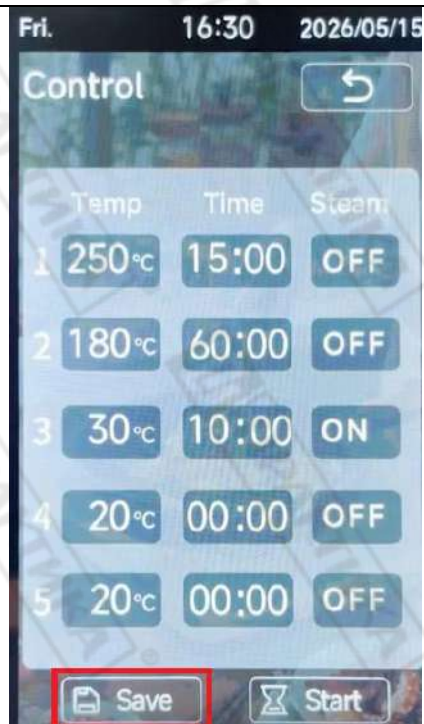 Fri. 16:30 2026/05/15
Control
Temp Time Steam
1 250°C 15:00 OFF
2 180°C 60:00 OFF
3 30°C 10:00 ON
4 20°C 00:00 OFF
5 20°C 00:00 OFF
Save Start